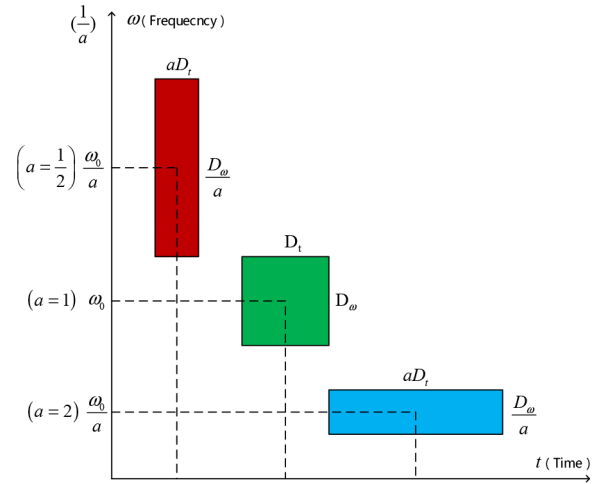 (1/a) ω( Frequecncy )
aD_t
(a = 1/2) ω_0/a D_ω/a
D_t
(a = 1) ω_0 D_ω
aD_t
(a = 2) ω_0/a D_ω/a
t ( Time )